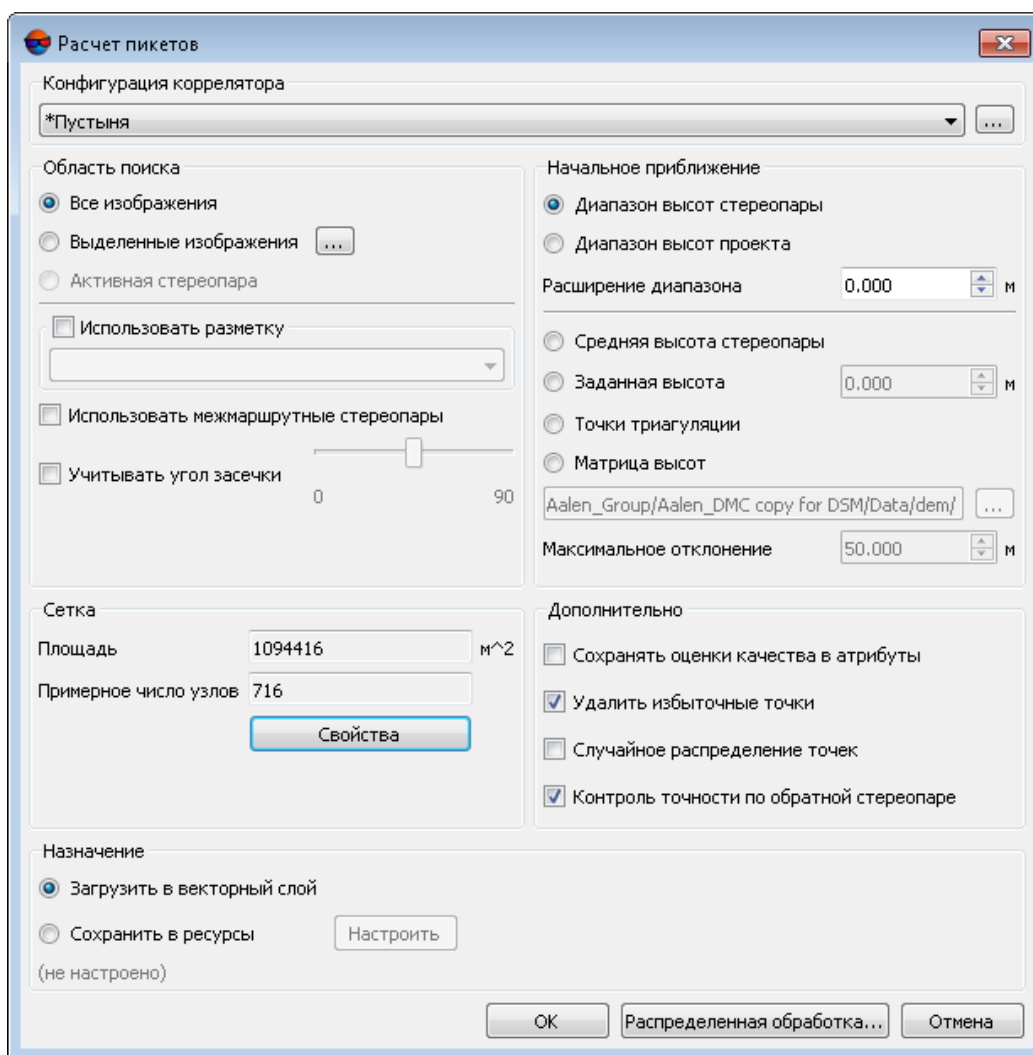 Расчет пикетов
Конфигурация коррелятора
*Пустыня
...
Область поиска
Все изображения
Выделенные изображения ...
Активная стереопара
Использовать разметку
Использовать межмаршрутные стереопары
Учитывать угол засечки
0 90
Начальное приближение
Диапазон высот стереопары
Диапазон высот проекта
Расширение диапазона 0.000 м
Средняя высота стереопары
Заданная высота 0.000 м
Точки триагуляции
Матрица высот
Aalen_Group/Aalen_DMC copy for DSM/Data/dem/ ...
Максимальное отклонение 50.000 м
Сетка
Площадь 1094416 м^2
Примерное число узлов 716
Свойства
Дополнительно
Сохранять оценки качества в атрибуты
Удалить избыточные точки
Случайное распределение точек
Контроль точности по обратной стереопаре
Назначение
Загрузить в векторный слой
Сохранить в ресурсы Настроить
(не настроено)
OK Распределенная обработка... Отмена